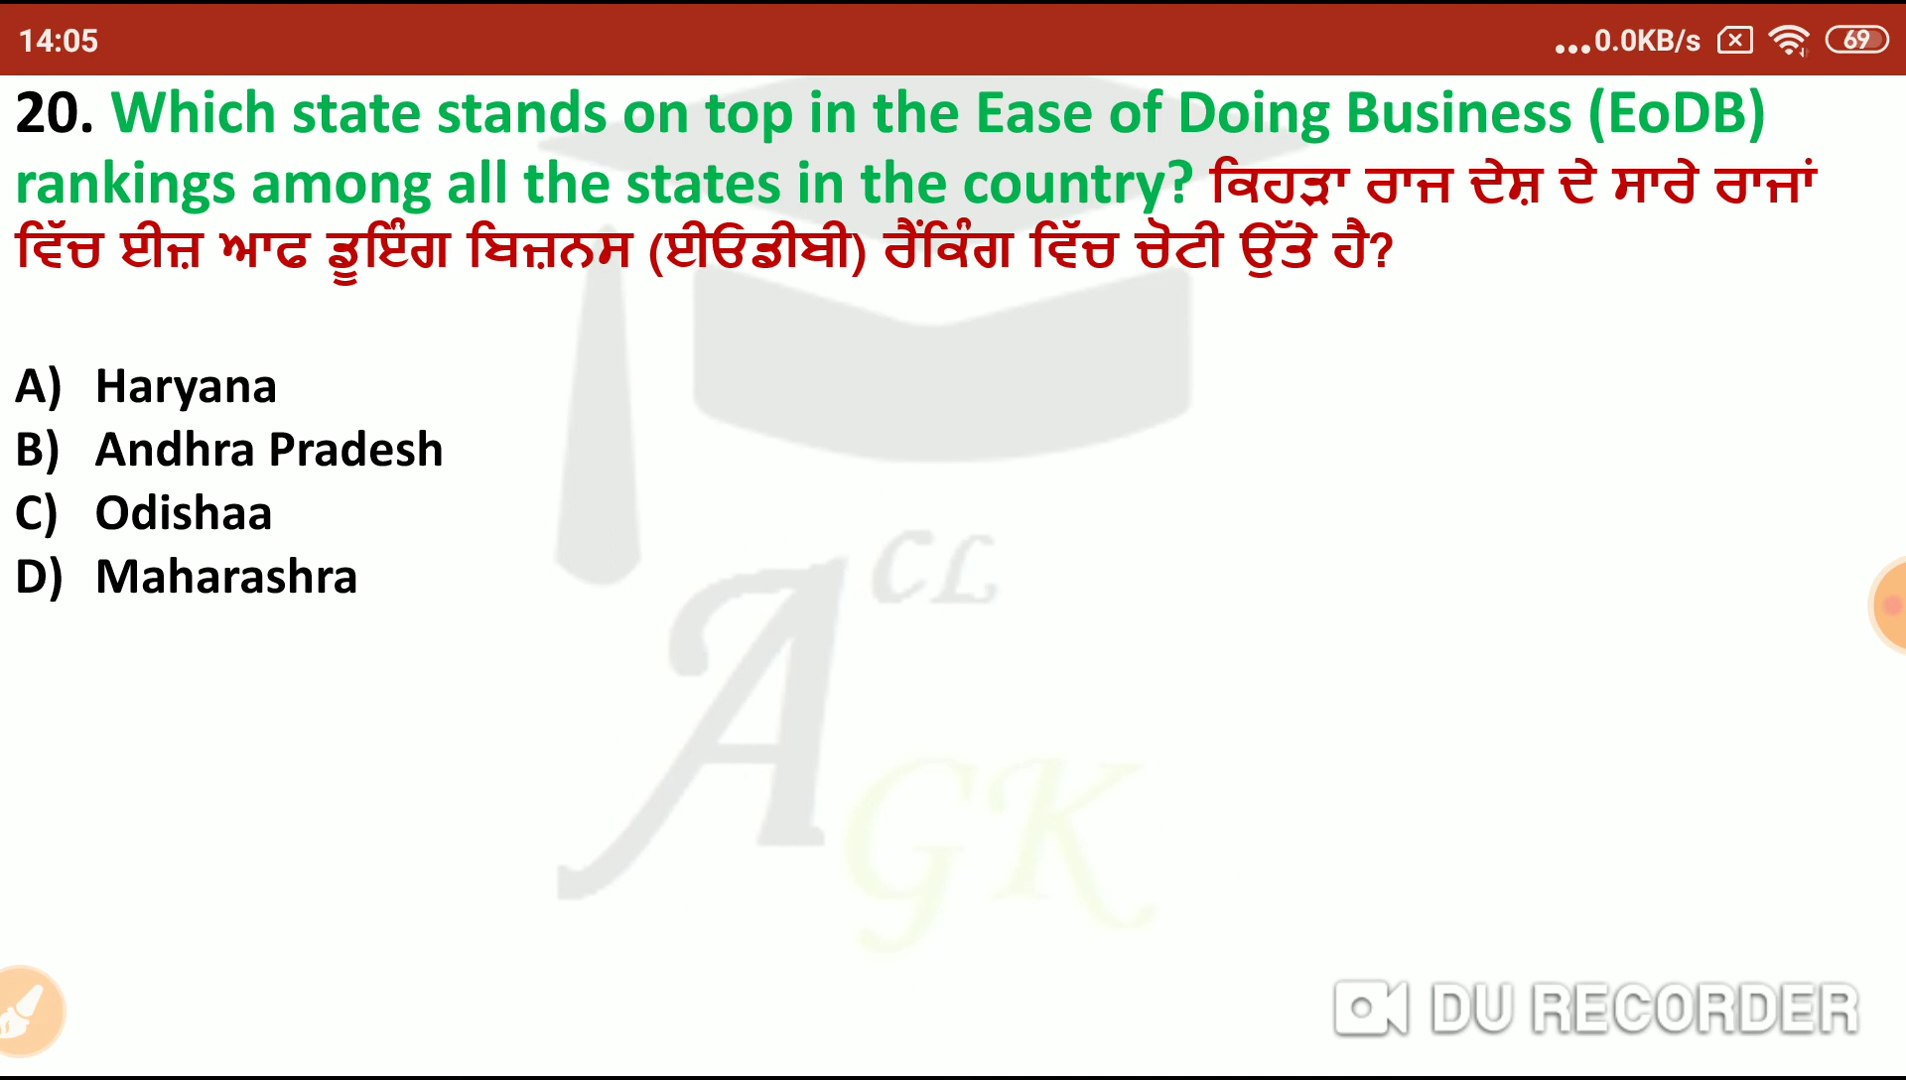 14:05
...0.0KB/s 69
20. Which state stands on top in the Ease of Doing Business (EoDB)
rankings among all the states in the country? ਕਿਹੜਾ ਰਾਜ ਦੇਸ਼ ਦੇ ਸਾਰੇ ਰਾਜਾਂ
ਵਿੱਚ ਈਜ਼ ਆਫ ਡੂਇੰਗ ਬਿਜ਼ਨਸ (ਈਓਡੀਬੀ) ਰੈਂਕਿੰਗ ਵਿੱਚ ਚੋਟੀ ਉੱਤੇ ਹੈ?
A) Haryana
B) Andhra Pradesh
C) Odishaa
D) Maharashra
A CL
GK
DU RECORDER